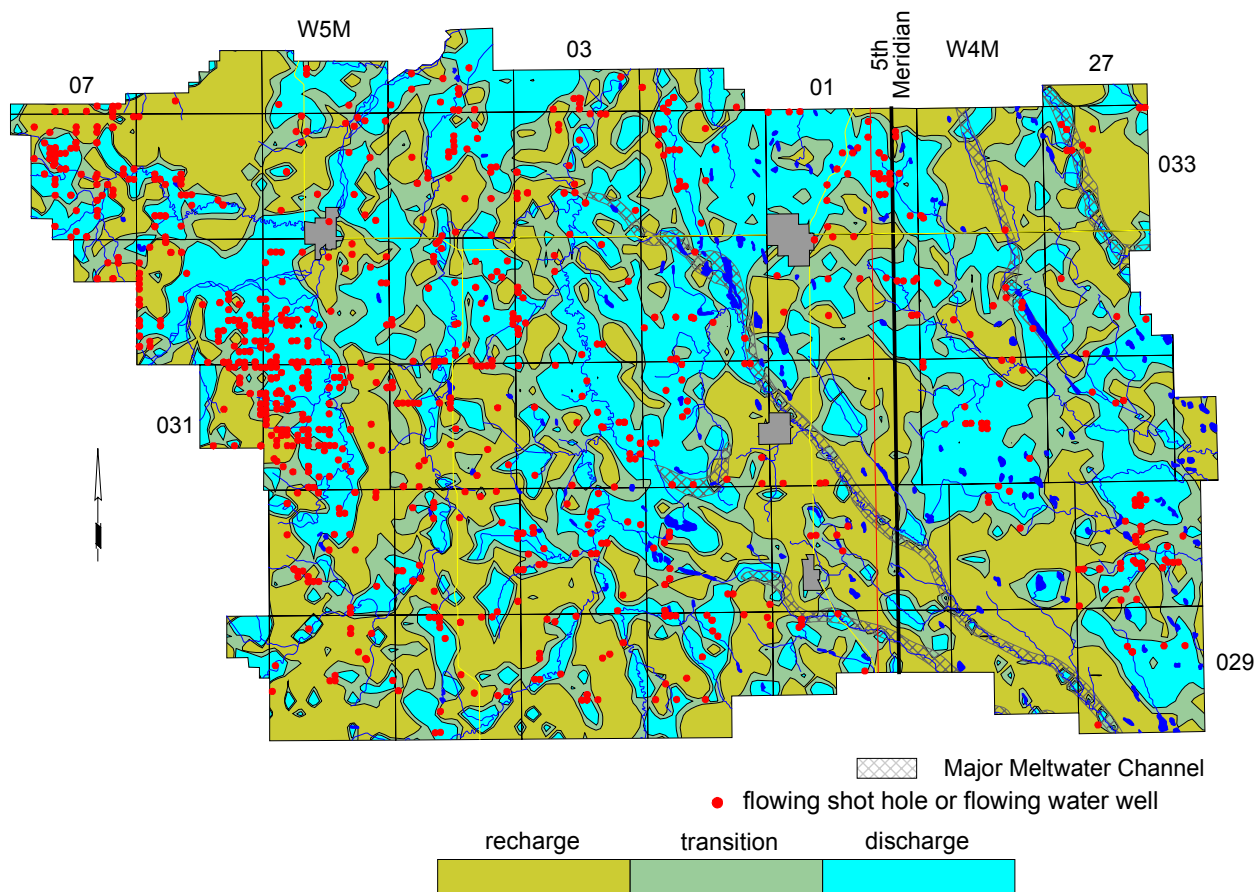 W5M
07
03
01
5th
Meridian
W4M
27
033
031
029
Major Meltwater Channel
flowing shot hole or flowing water well
recharge transition discharge